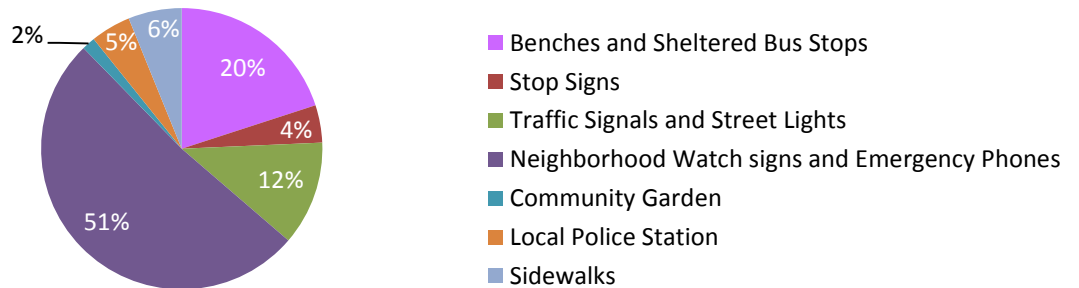 2%
5%
6%
20%
4%
12%
51%
Benches and Sheltered Bus Stops
Stop Signs
Traffic Signals and Street Lights
Neighborhood Watch signs and Emergency Phones
Community Garden
Local Police Station
Sidewalks